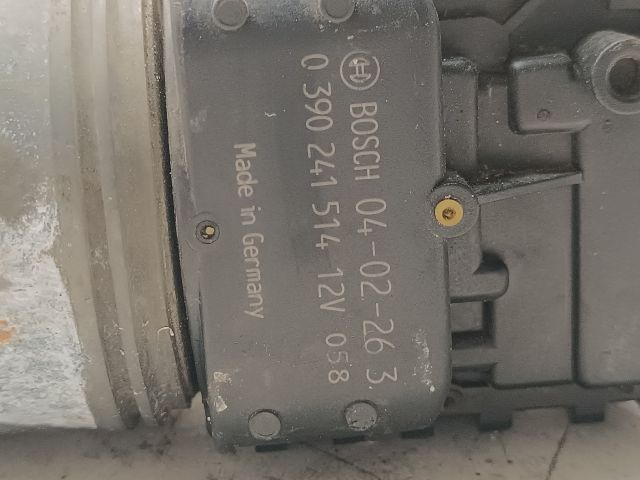 BOSCH 04-02-26 3
0 390 241 514 12V 058
Made in Germany